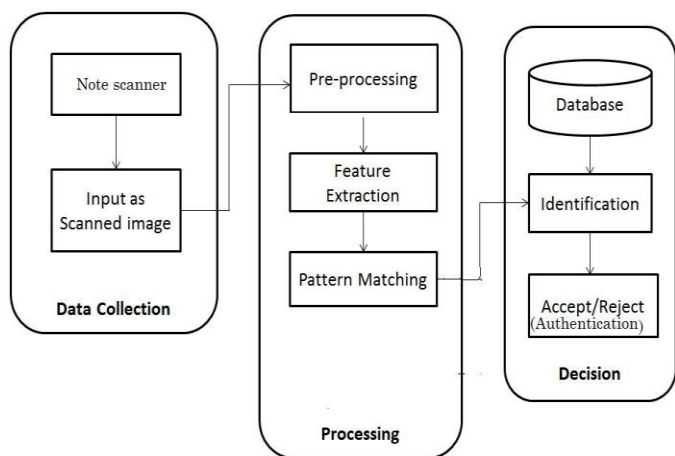 Note scanner
Input as
Scanned image
Data Collection
Pre-processing
Feature
Extraction
Pattern Matching
Processing
Database
Identification
Accept/Reject
(Authentication)
Decision